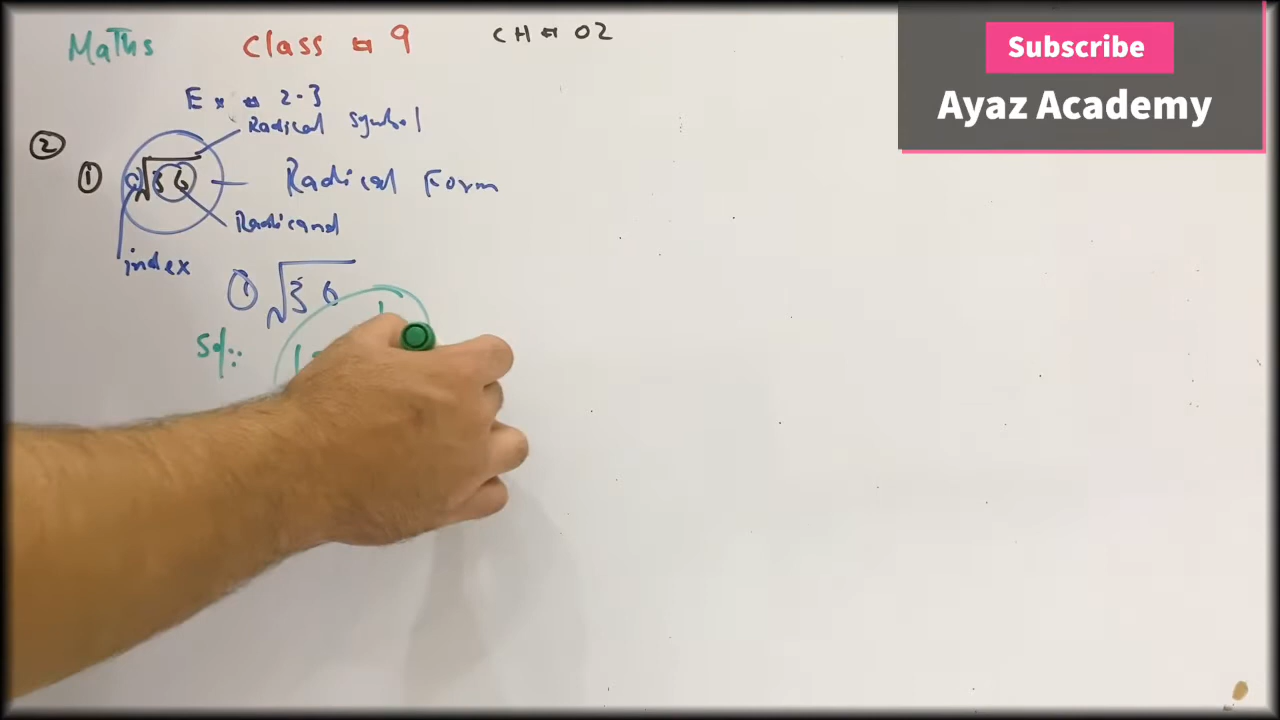 Maths Class = 9 CH = 02
Subscribe
Ayaz Academy
Ex = 2.3
Radical symbol
②
① √36 Radical Form
Radicand
index
① √36
Sol: